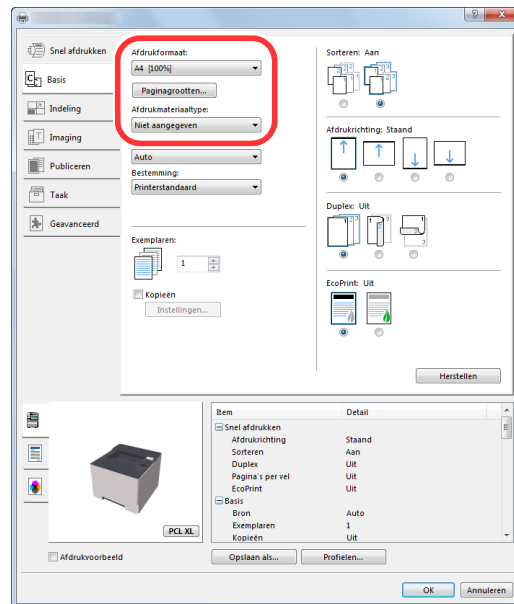 Snel afdrukken
Basis
Indeling
Imaging
Publiceren
Taak
Geavanceerd
Afdrukformaat:
A4 [100%]
Paginagrootten...
Afdrukmateriaaltype:
Niet aangegeven
Auto
Bestemming:
Printerstandaard
Exemplaren:
1
Kopieën
Instellingen...
Sorteren: Aan
Afdrukrichting: Staand
Duplex: Uit
EcoPrint: Uit
Herstellen
PCL XL
Afdrukvoorbeeld
Item Detail
Snel afdrukken
Afdrukrichting Staand
Sorteren Aan
Duplex Uit
Pagina's per vel Uit
EcoPrint Uit
Basis
Bron Auto
Exemplaren 1
Kopieën Uit
Opslaan als... Profielen...
OK Annuleren